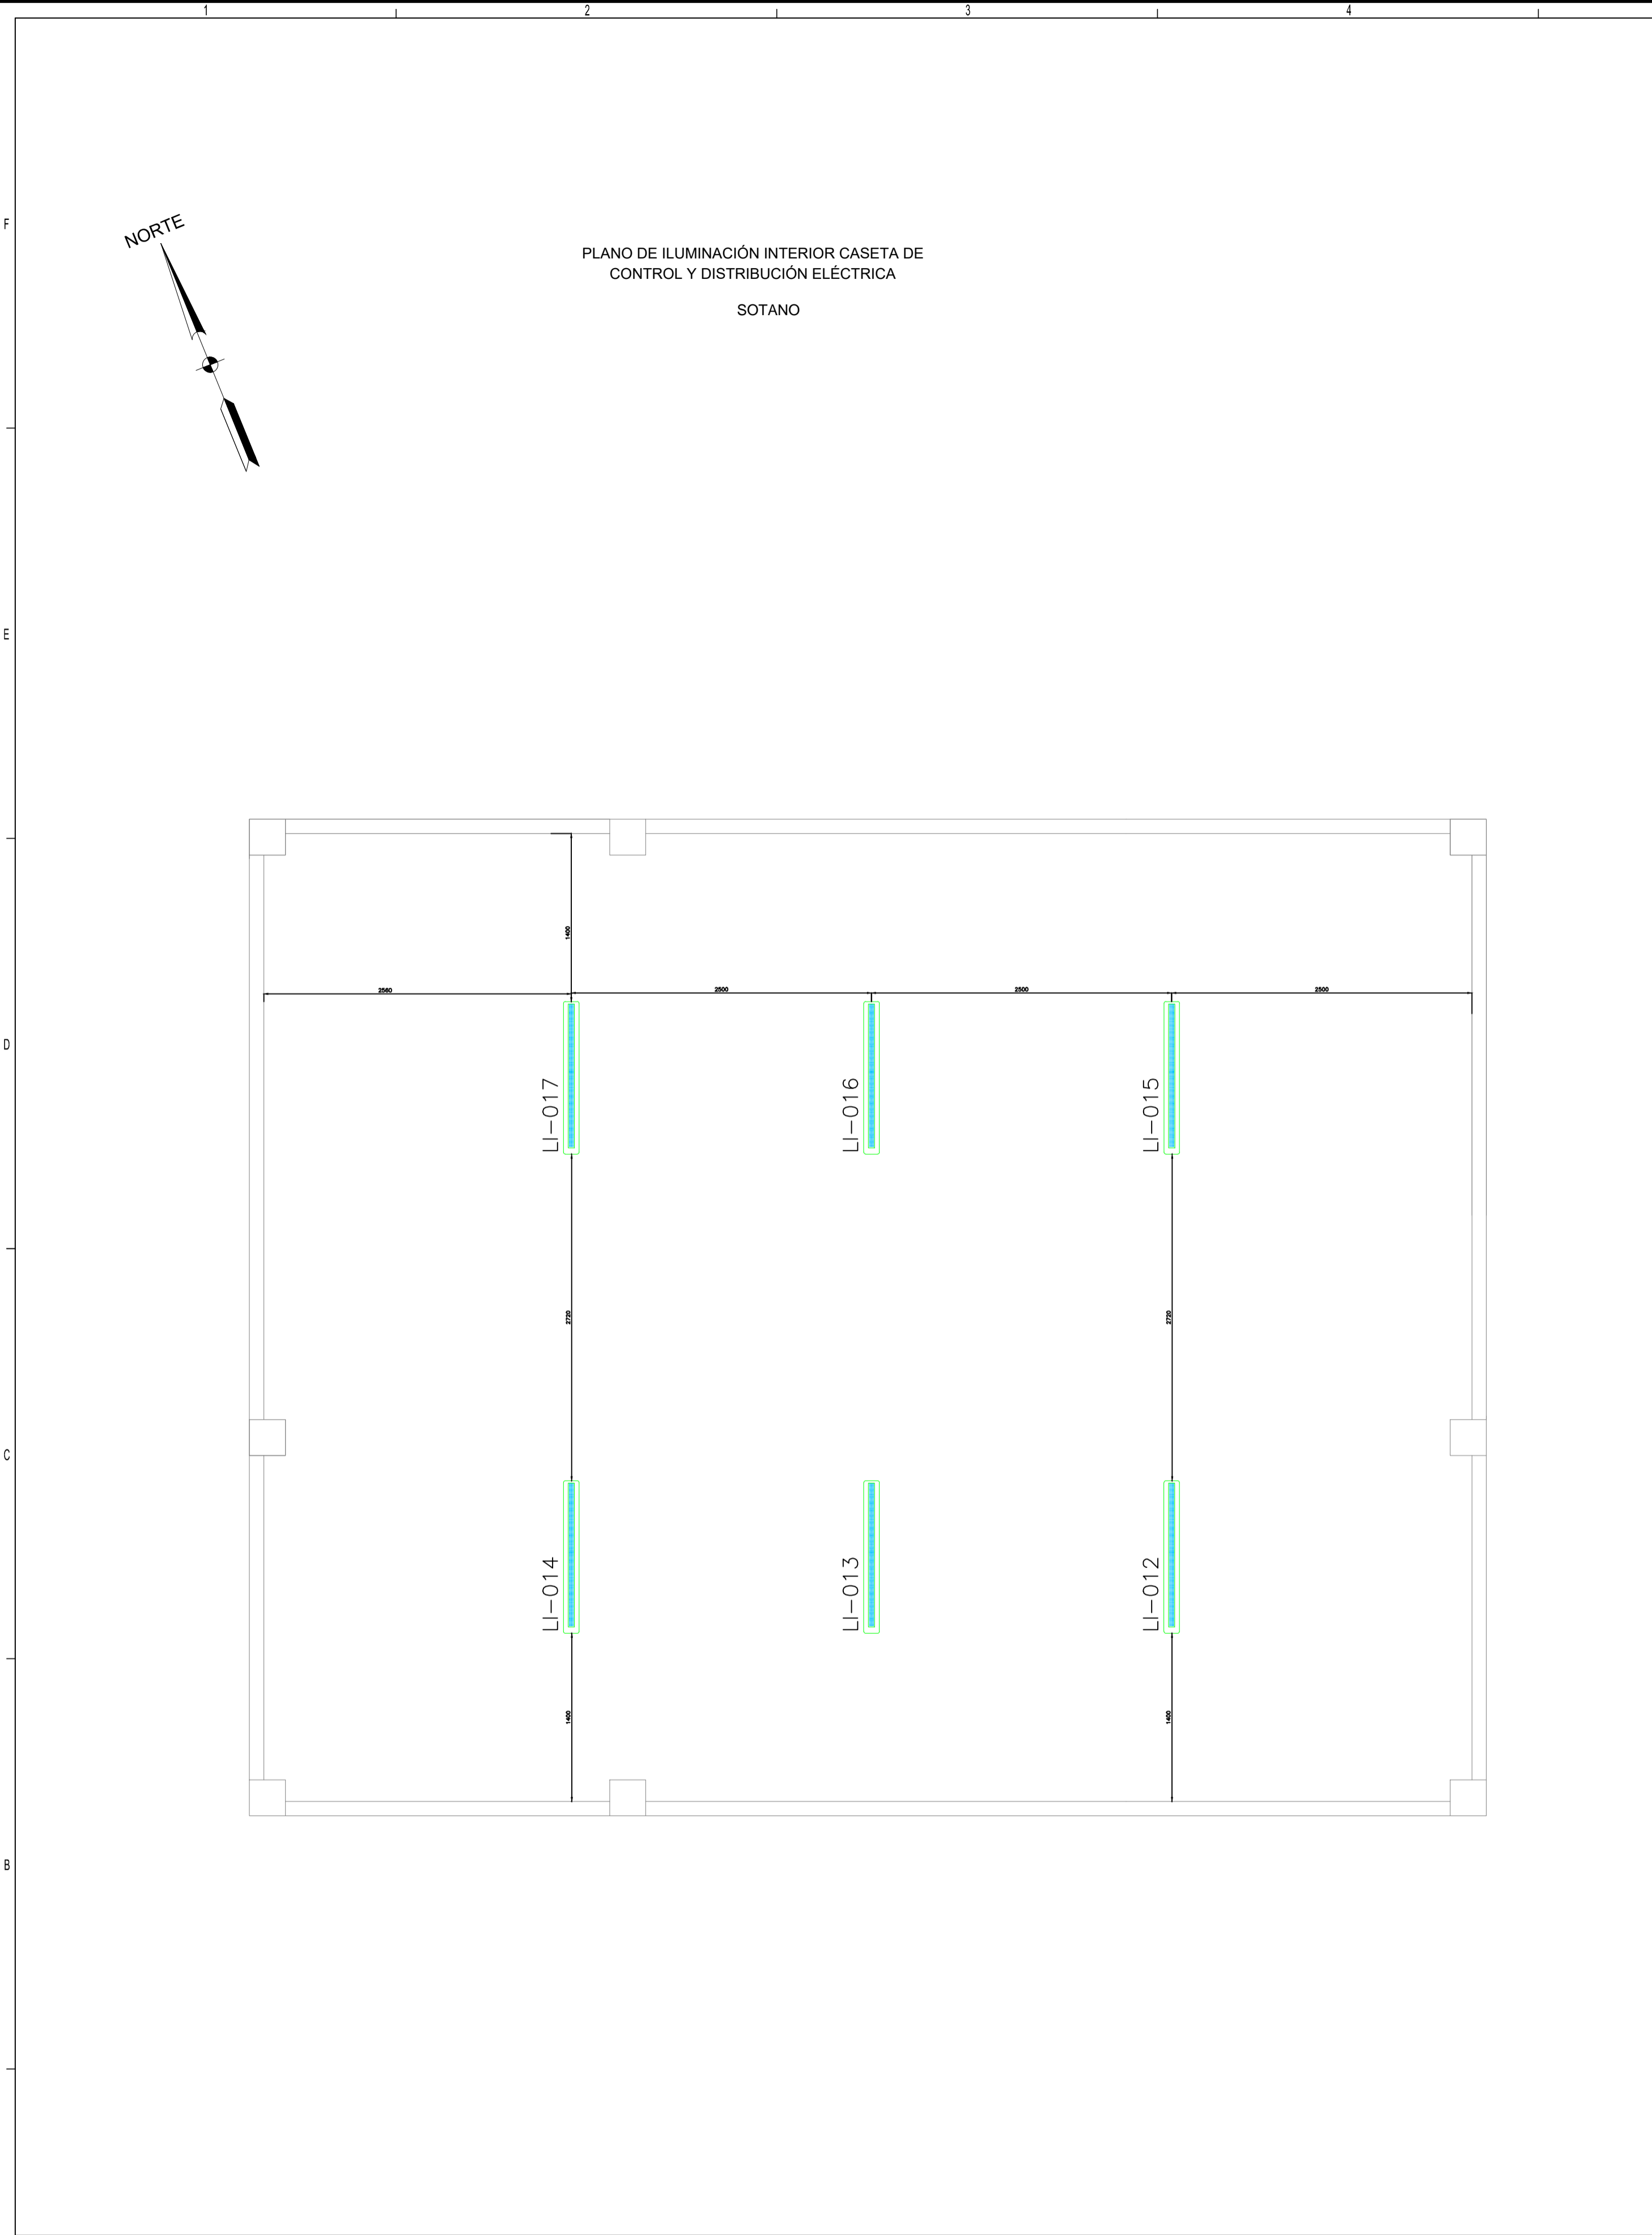 1 2 3 4
F
NORTE
PLANO DE ILUMINACIÓN INTERIOR CASETA DE
CONTROL Y DISTRIBUCIÓN ELÉCTRICA
SOTANO
E
1400
2560 2500 2500 2500
D
LI-017 LI-016 LI-015
2720 2720
C
LI-014 LI-013 LI-012
1400 1400
B